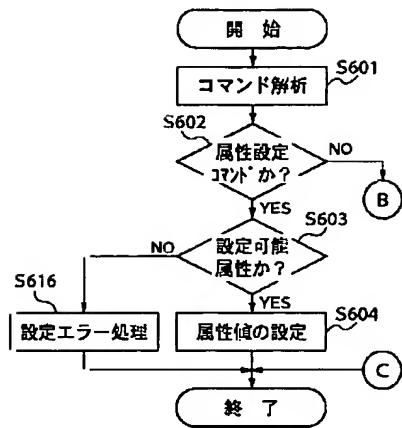 開 始
S601
コマンド解析
S602
属性設定
コマンドか?
NO
B
YES
S603
NO
設定可能
属性か?
S616
YES
S604
設定エラー処理
属性値の設定
C
終 了